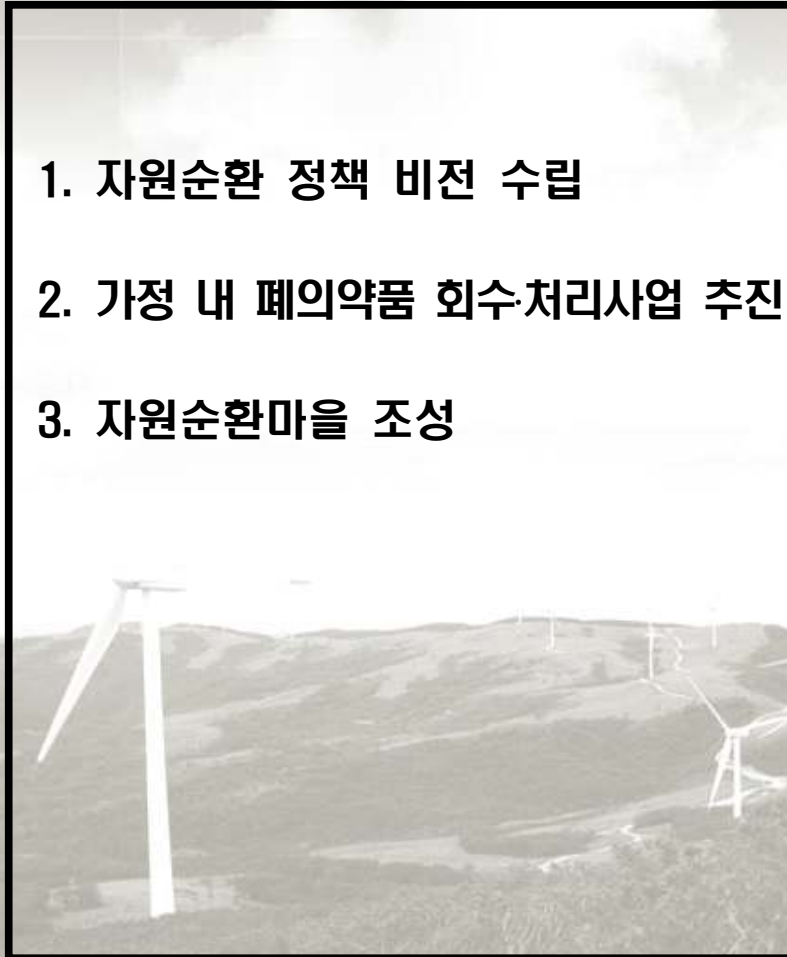 1. 자원순환 정책 비전 수립
2. 가정 내 폐의약품 회수·처리사업 추진
3. 자원순환마을 조성